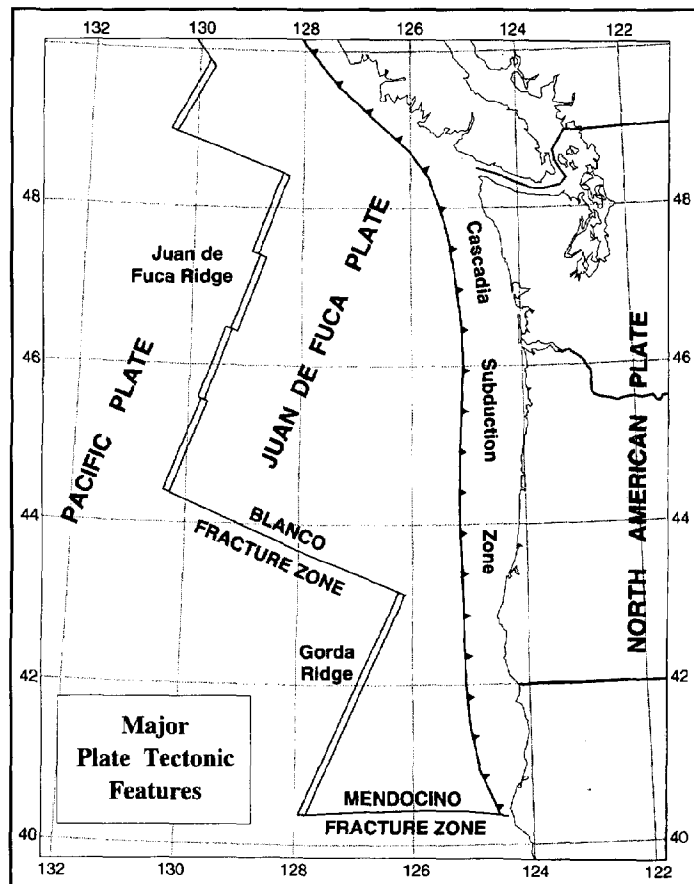 132 130 128 126 124 122
48
48
Juan de
Fuca Ridge
JUAN DE FUCA PLATE
PACIFIC PLATE
Cascadia
Subduction
Zone
NORTH AMERICAN PLATE
46
46
44
44
BLANCO
FRACTURE ZONE
Gorda
Ridge
42
42
Major
Plate Tectonic
Features
MENDOCINO
FRACTURE ZONE
40
40
132 130 128 126 124 122